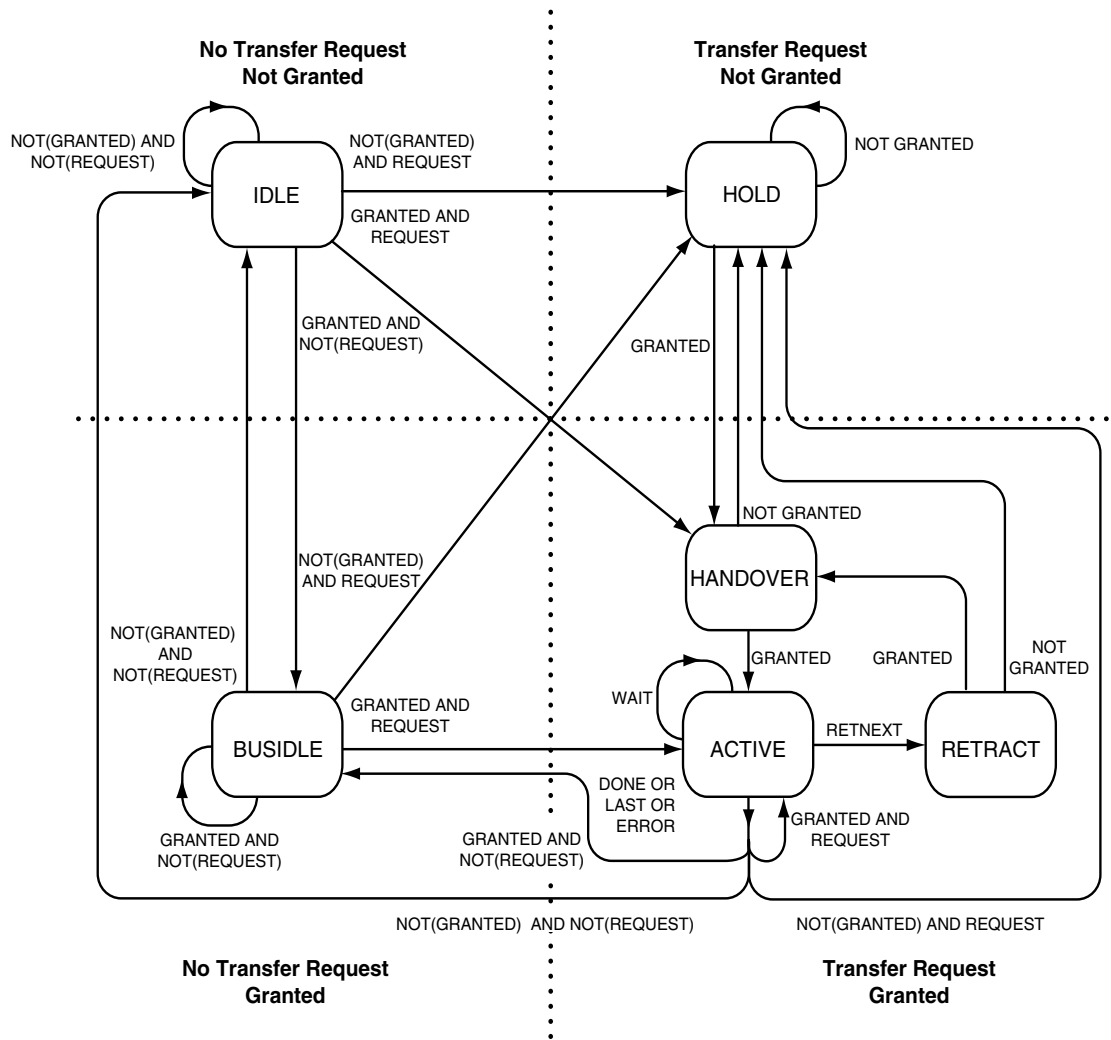 No Transfer Request
Not Granted
Transfer Request
Not Granted
NOT(GRANTED) AND
NOT(REQUEST)
NOT(GRANTED)
AND REQUEST
NOT GRANTED
IDLE
HOLD
GRANTED AND
REQUEST
GRANTED AND
NOT(REQUEST)
GRANTED
NOT GRANTED
NOT(GRANTED)
AND REQUEST
HANDOVER
NOT(GRANTED)
AND
NOT(REQUEST)
GRANTED
GRANTED
NOT
GRANTED
WAIT
GRANTED AND
REQUEST
RETNEXT
BUSIDLE
ACTIVE
RETRACT
DONE OR
LAST OR
ERROR
GRANTED AND
REQUEST
GRANTED AND
NOT(REQUEST)
GRANTED AND
NOT(REQUEST)
NOT(GRANTED) AND NOT(REQUEST)
NOT(GRANTED) AND REQUEST
No Transfer Request
Granted
Transfer Request
Granted